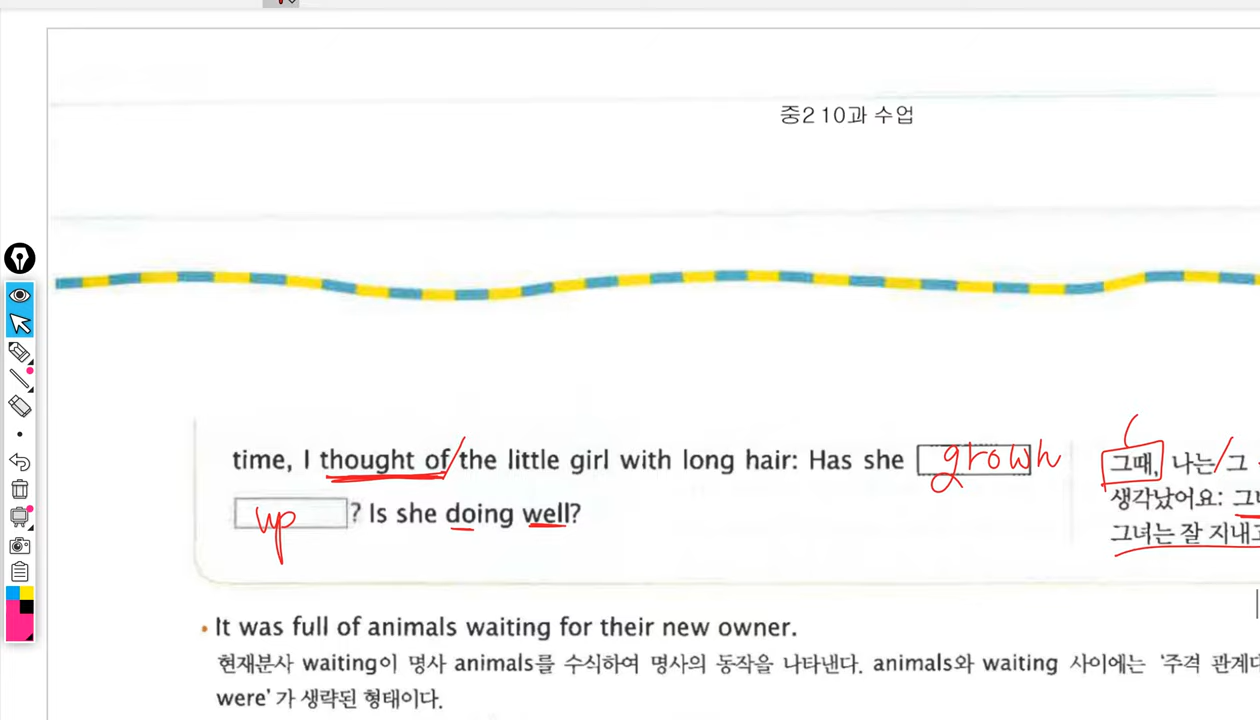 중2 10과 수업
time, I thought of / the little girl with long hair: Has she grown
up ? Is she doing well?
그때, 나는 / 그
생각났어요: 그녀
그녀는 잘 지내고
• It was full of animals waiting for their new owner.
현재분사 waiting이 명사 animals를 수식하여 명사의 동작을 나타낸다. animals와 waiting 사이에는 ‘주격 관계대
were’가 생략된 형태이다.